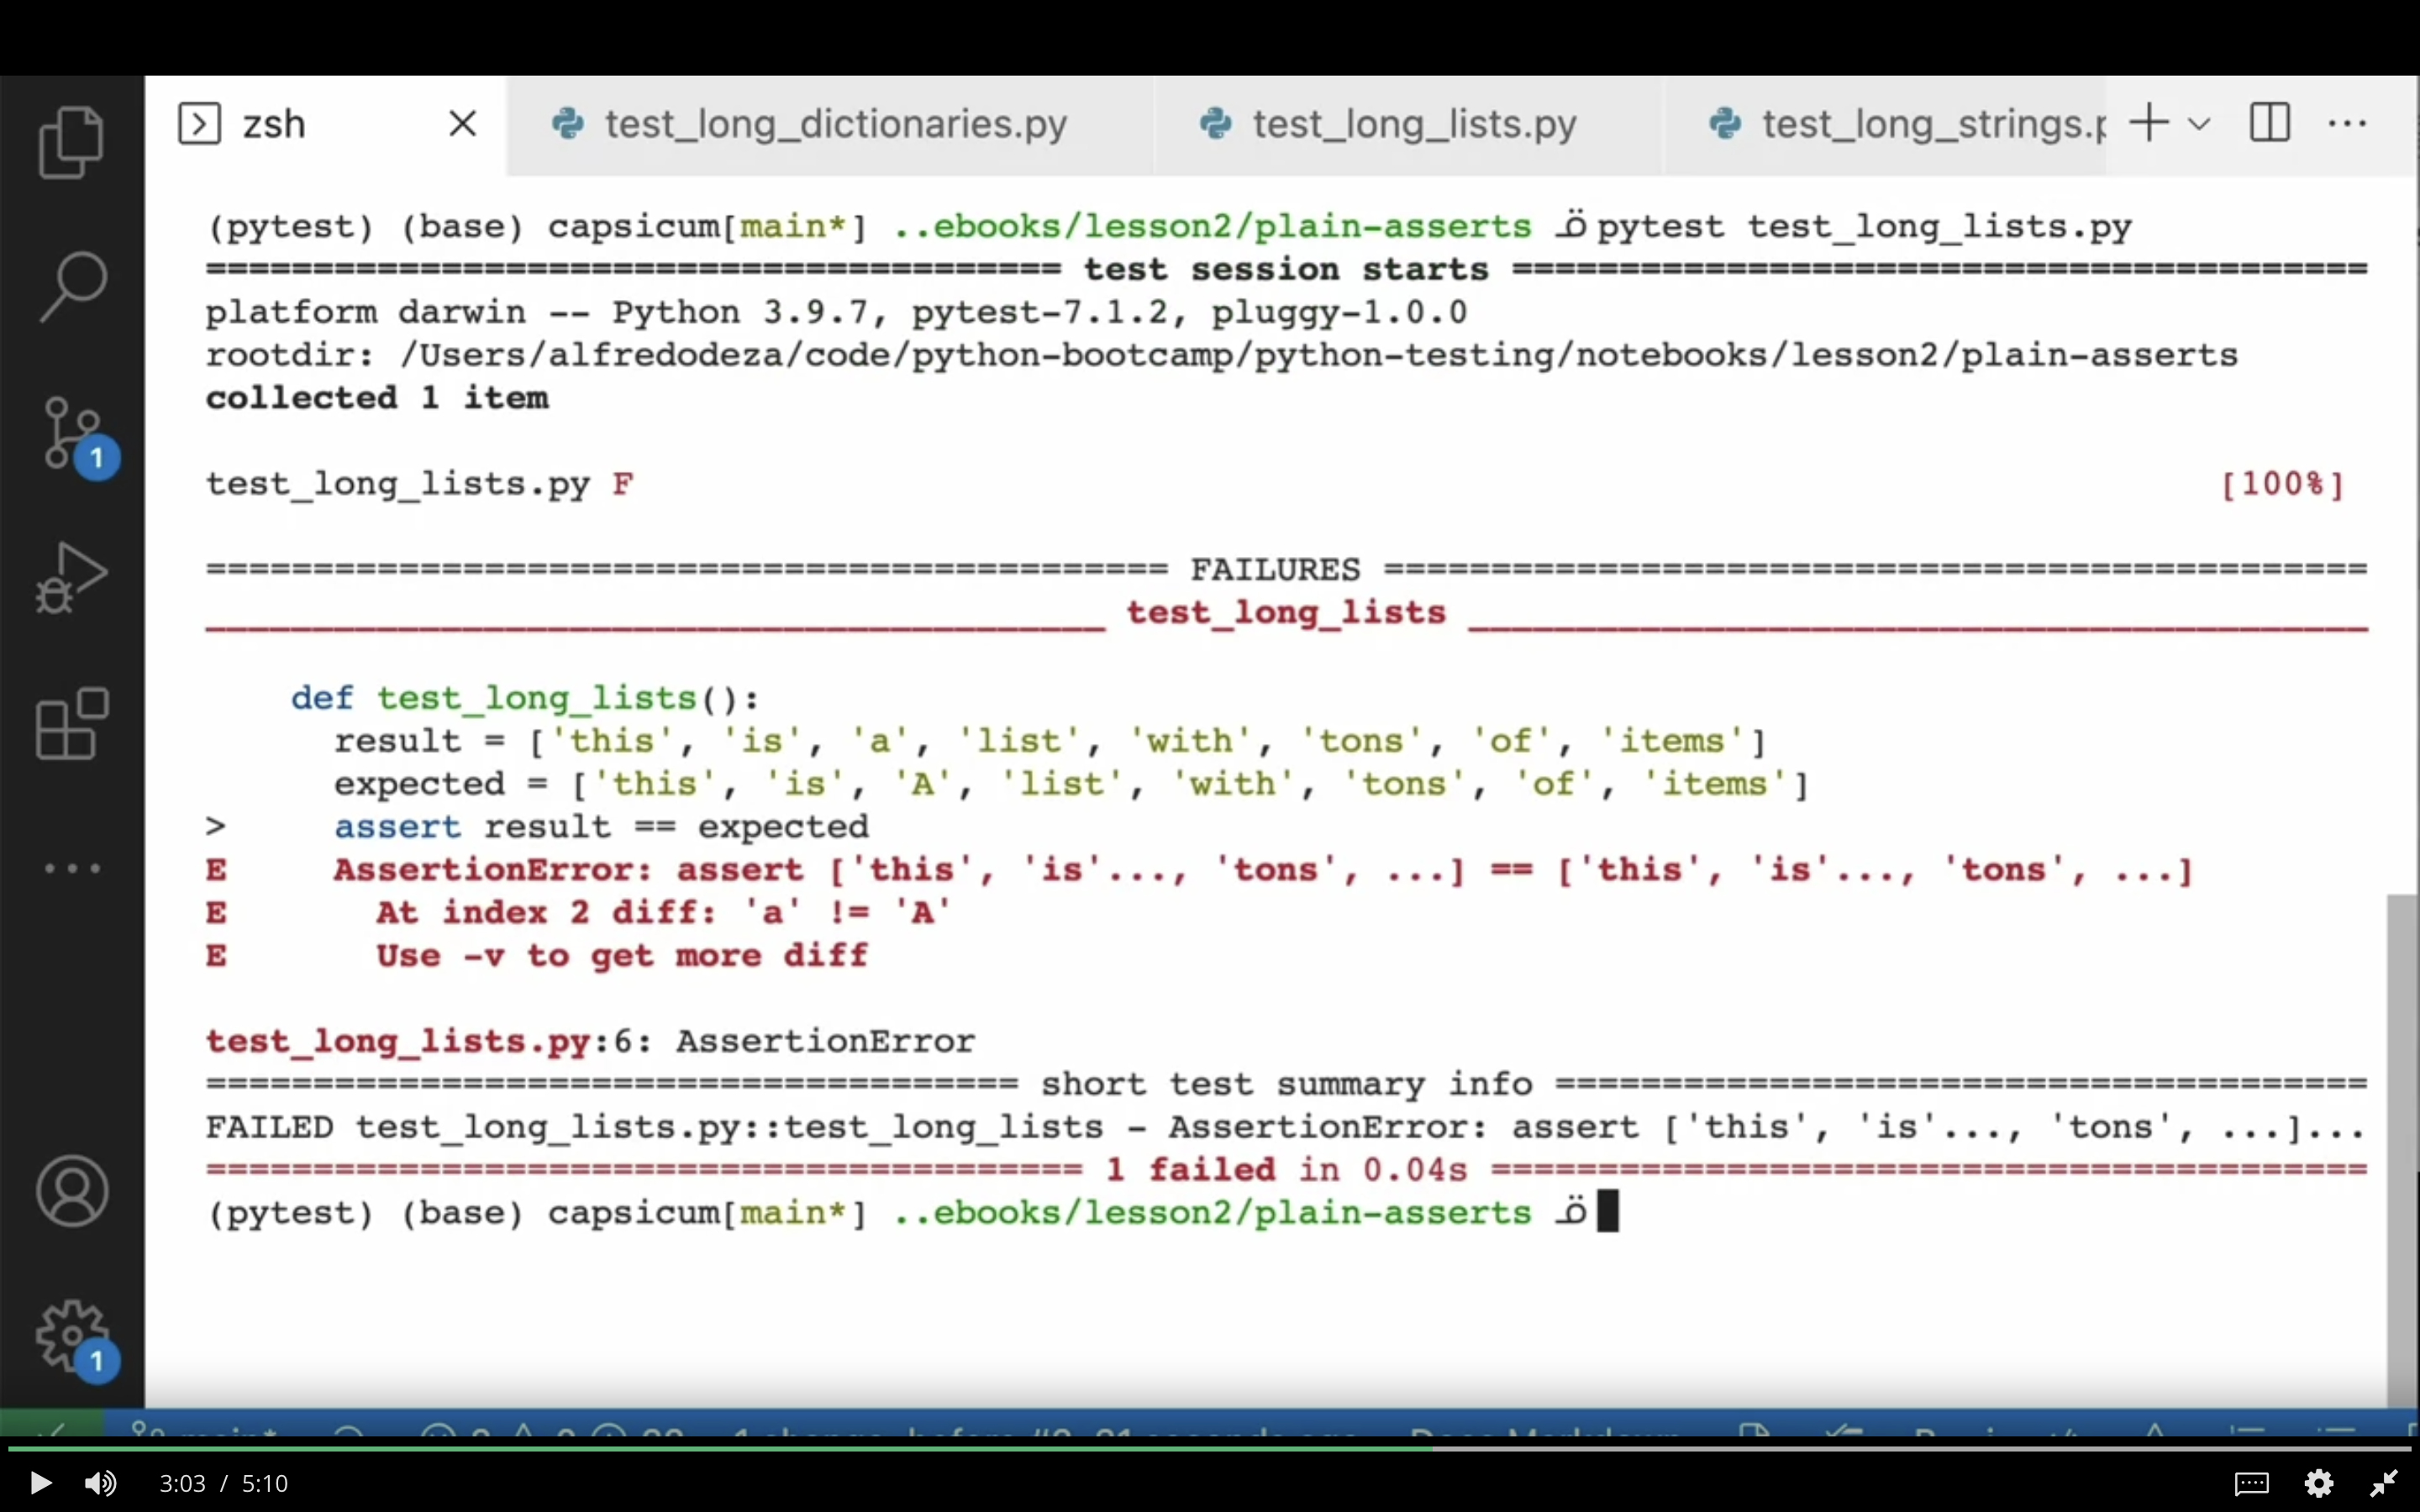 zsh
test_long_dictionaries.py
test_long_lists.py
test_long_strings.p
(pytest) (base) capsicum[main*] ..ebooks/lesson2/plain-asserts pytest test_long_lists.py
======================================== test session starts ========================================
platform darwin -- Python 3.9.7, pytest-7.1.2, pluggy-1.0.0
rootdir: /Users/alfredodeza/code/python-bootcamp/python-testing/notebooks/lesson2/plain-asserts
collected 1 item
test_long_lists.py F [100%]
============================================= FAILURES ==============================================
__________________________________________ test_long_lists __________________________________________
def test_long_lists():
result = ['this', 'is', 'a', 'list', 'with', 'tons', 'of', 'items']
expected = ['this', 'is', 'A', 'list', 'with', 'tons', 'of', 'items']
> assert result == expected
E AssertionError: assert ['this', 'is'..., 'tons', ...] == ['this', 'is'..., 'tons', ...]
E At index 2 diff: 'a' != 'A'
E Use -v to get more diff
test_long_lists.py:6: AssertionError
====================================== short test summary info ======================================
FAILED test_long_lists.py::test_long_lists - AssertionError: assert ['this', 'is'..., 'tons', ...]...
========================================= 1 failed in 0.04s =========================================
(pytest) (base) capsicum[main*] ..ebooks/lesson2/plain-asserts
1
1
3:03 / 5:10